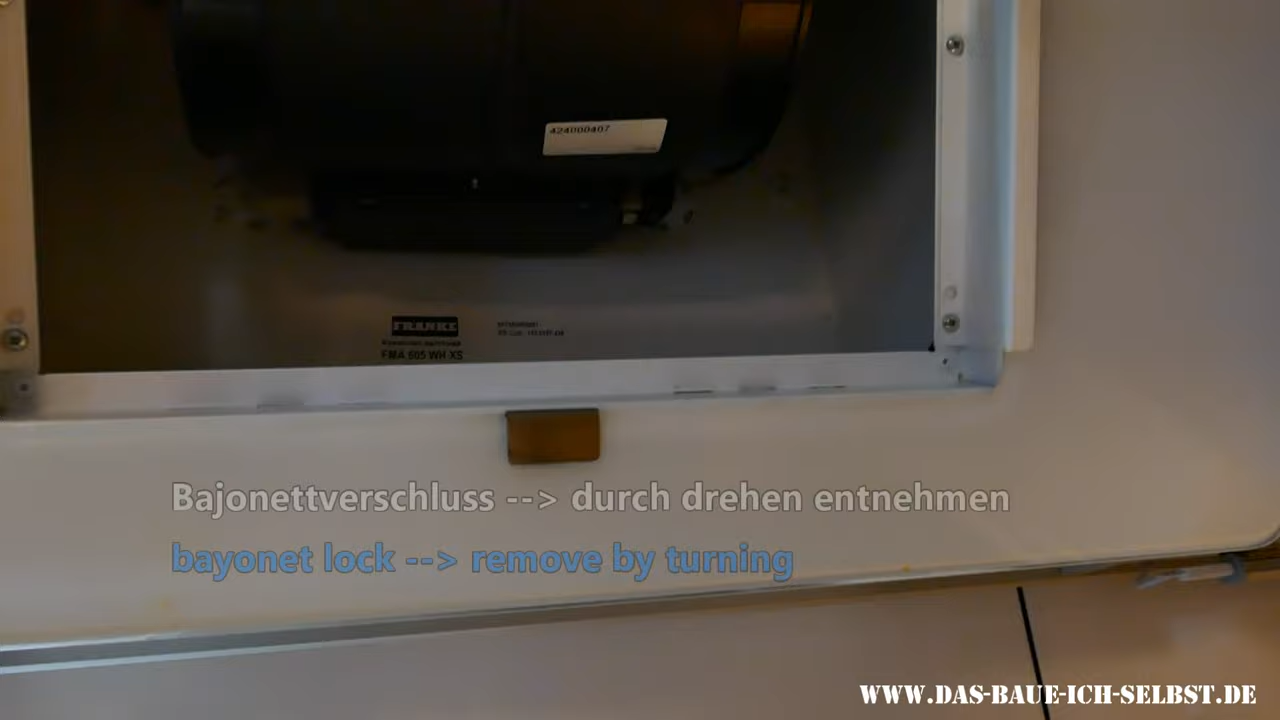 424000407
FRANKE
FMA 605 WH XS
Bajonettverschluss --> durch drehen entnehmen
bayonet lock --> remove by turning
WWW.DAS-BAUE-ICH-SELBST.DE